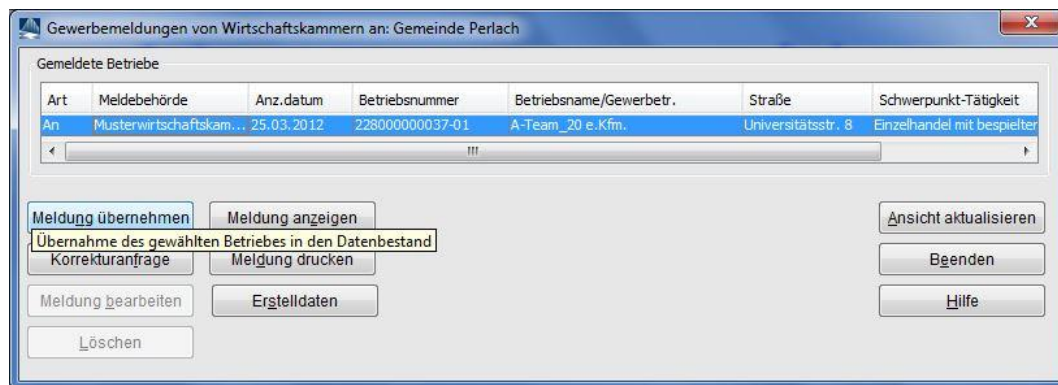 Gewerbemeldungen von Wirtschaftskammern an: Gemeinde Perlach
Gemeldete Betriebe
Art Meldebehörde Anz.datum Betriebsnummer Betriebsname/Gewerbetr. Straße Schwerpunkt-Tätigkeit
An Musterwirtschaftskam... 25.03.2012 228000000037-01 A-Team_20 e.Kfm. Universitätsstr. 8 Einzelhandel mit bespielter
Meldung übernehmen Meldung anzeigen Ansicht aktualisieren
Übernahme des gewählten Betriebes in den Datenbestand
Korrekturanfrage Meldung drucken Beenden
Meldung bearbeiten Erstelldaten Hilfe
Löschen